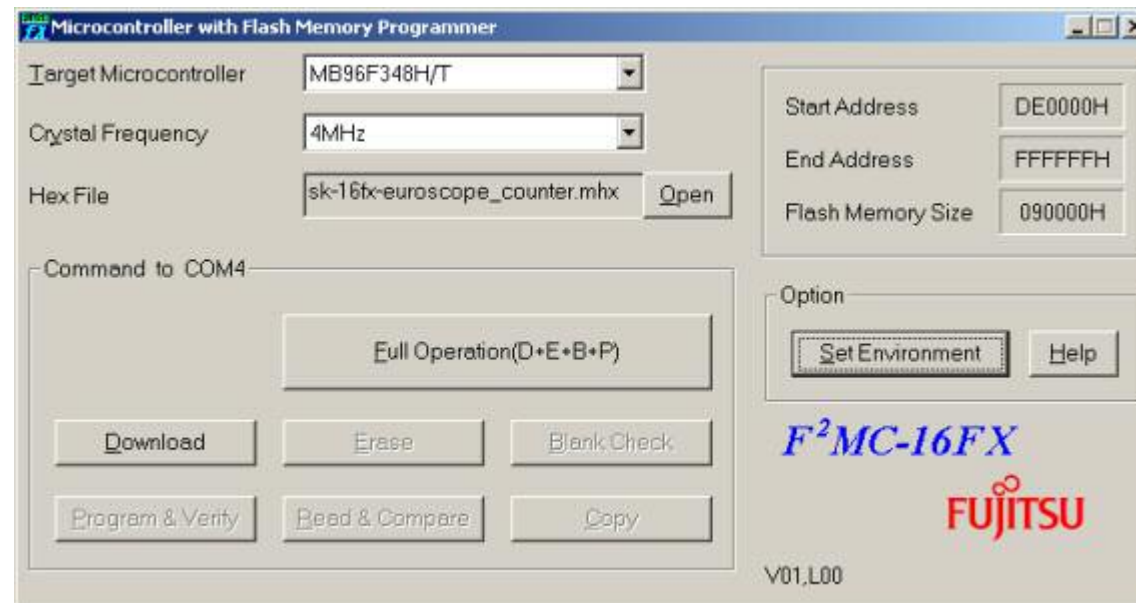 Microcontroller with Flash Memory Programmer
Target Microcontroller MB96F348H/T
Crystal Frequency 4MHz
Hex File sk-16fx-euroscope_counter.mhx Open
Start Address DE0000H
End Address FFFFFFH
Flash Memory Size 090000H
Command to COM4
Full Operation(D+E+B+P)
Download Erase Blank Check
Program & Verify Read & Compare Copy
Option
Set Environment Help
F²MC-16FX
FUJITSU
V01,L00